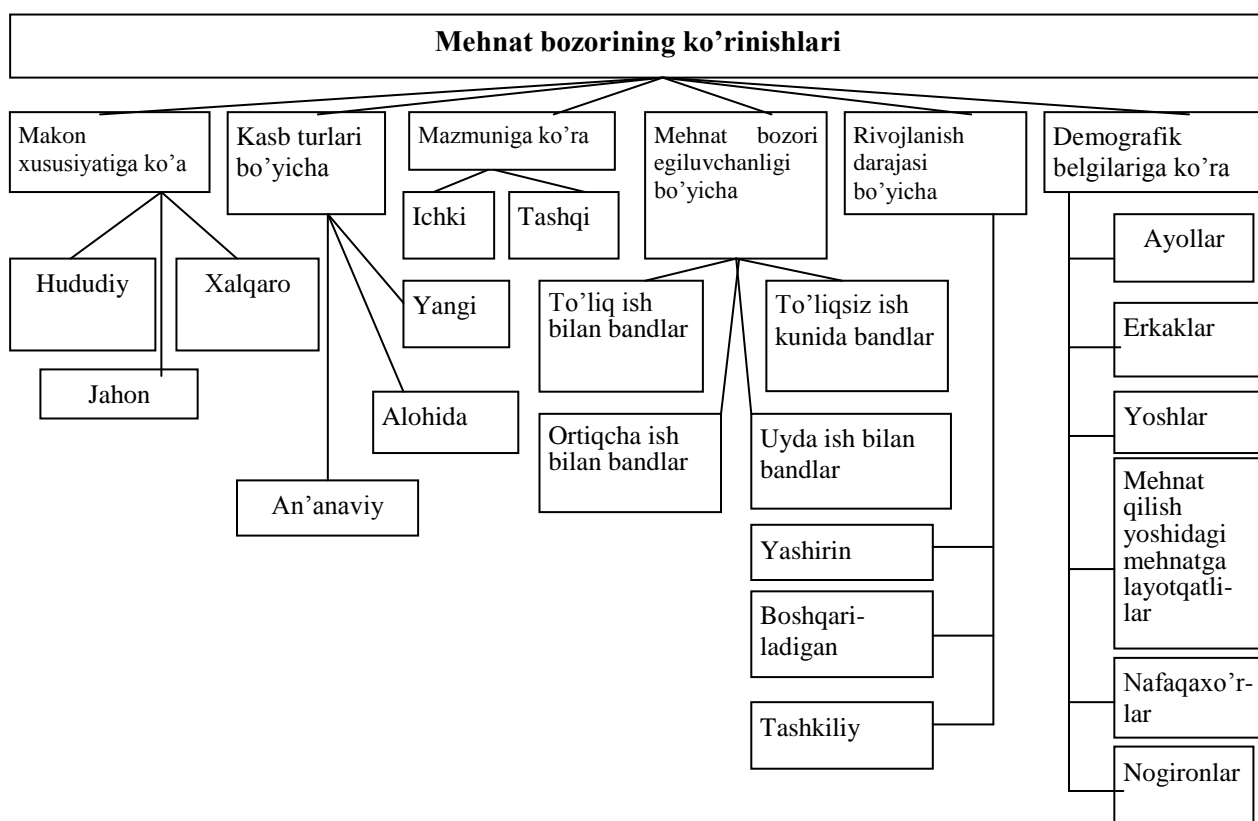 Mehnat bozorining ko’rinishlari
Makon
xususiyatiga ko’a
Kasb turlari
bo’yicha
Mazmuniga ko’ra
Mehnat bozori
egiluvchanligi
bo’yicha
Rivojlanish
darajasi
bo’yicha
Demografik
belgilariga ko’ra
Hududiy
Xalqaro
Jahon
Yangi
Alohida
An’anaviy
Ichki
Tashqi
To’liq ish
bilan bandlar
To’liqsiz ish
kunida bandlar
Ortiqcha ish
bilan bandlar
Uyda ish bilan
bandlar
Yashirin
Boshqari-
ladigan
Tashkiliy
Ayollar
Erkaklar
Yoshlar
Mehnat
qilish
yoshidagi
mehnatga
layotqatli-
lar
Nafaqaxo’r-
lar
Nogironlar